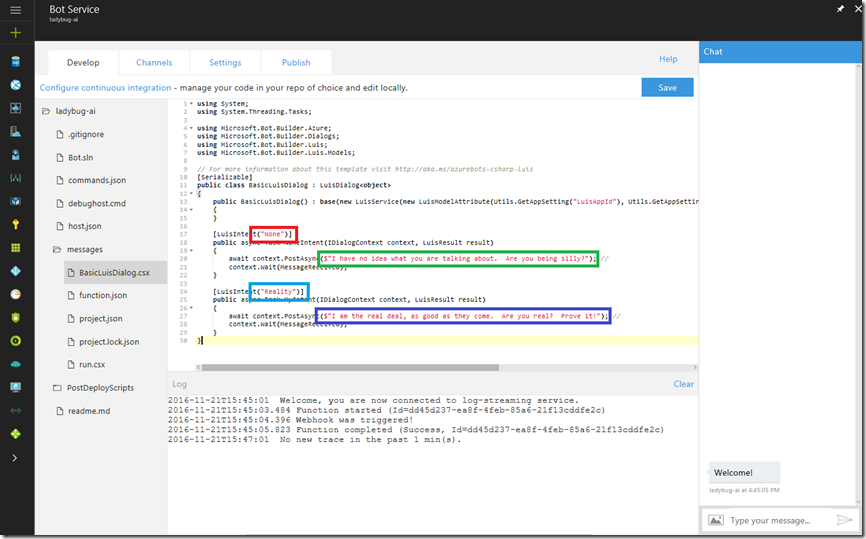 Bot Service
ladybug-ai
Develop
Channels
Settings
Publish
Help
Configure continuous integration - manage your code in your repo of choice and edit locally.
Save
ladybug-ai
.gitignore
Bot.sln
commands.json
debughost.cmd
host.json
messages
BasicLuisDialog.csx
function.json
project.json
project.lock.json
run.csx
PostDeployScripts
readme.md
1 using System;
2 using System.Threading.Tasks;
3
4 using Microsoft.Bot.Builder.Azure;
5 using Microsoft.Bot.Builder.Dialogs;
6 using Microsoft.Bot.Builder.Luis;
7 using Microsoft.Bot.Builder.Luis.Models;
8
9 // For more information about this template visit http://aka.ms/azurebots-csharp-luis
10 [Serializable]
11 public class BasicLuisDialog : LuisDialog<object>
12 {
13 public BasicLuisDialog() : base(new LuisService(new LuisModelAttribute(Utils.GetAppSetting("LuisAppId"), Utils.GetAppSettin
14 {
15 }
16
17 [LuisIntent("None")]
18 public async Task NoneIntent(IDialogContext context, LuisResult result)
19 {
20 await context.PostAsync($"I have no idea what you are talking about. Are you being silly?"); //
21 context.Wait(MessageReceived);
22 }
23
24 [LuisIntent("Reality")]
25 public async Task MyIntent(IDialogContext context, LuisResult result)
26 {
27 await context.PostAsync($"I am the real deal, as good as they come. Are you real? Prove it!"); //
28 context.Wait(MessageReceived);
29 }
30 }
Log
Clear
2016-11-21T15:45:01 Welcome, you are now connected to log-streaming service.
2016-11-21T15:45:03.484 Function started (Id=dd45d237-ea8f-4feb-85a6-21f13cddfe2c)
2016-11-21T15:45:04.396 Webhook was triggered!
2016-11-21T15:45:05.823 Function completed (Success, Id=dd45d237-ea8f-4feb-85a6-21f13cddfe2c)
2016-11-21T15:47:01 No new trace in the past 1 min(s).
Chat
Welcome!
ladybug-ai at 4:45:05 PM
Type your message...